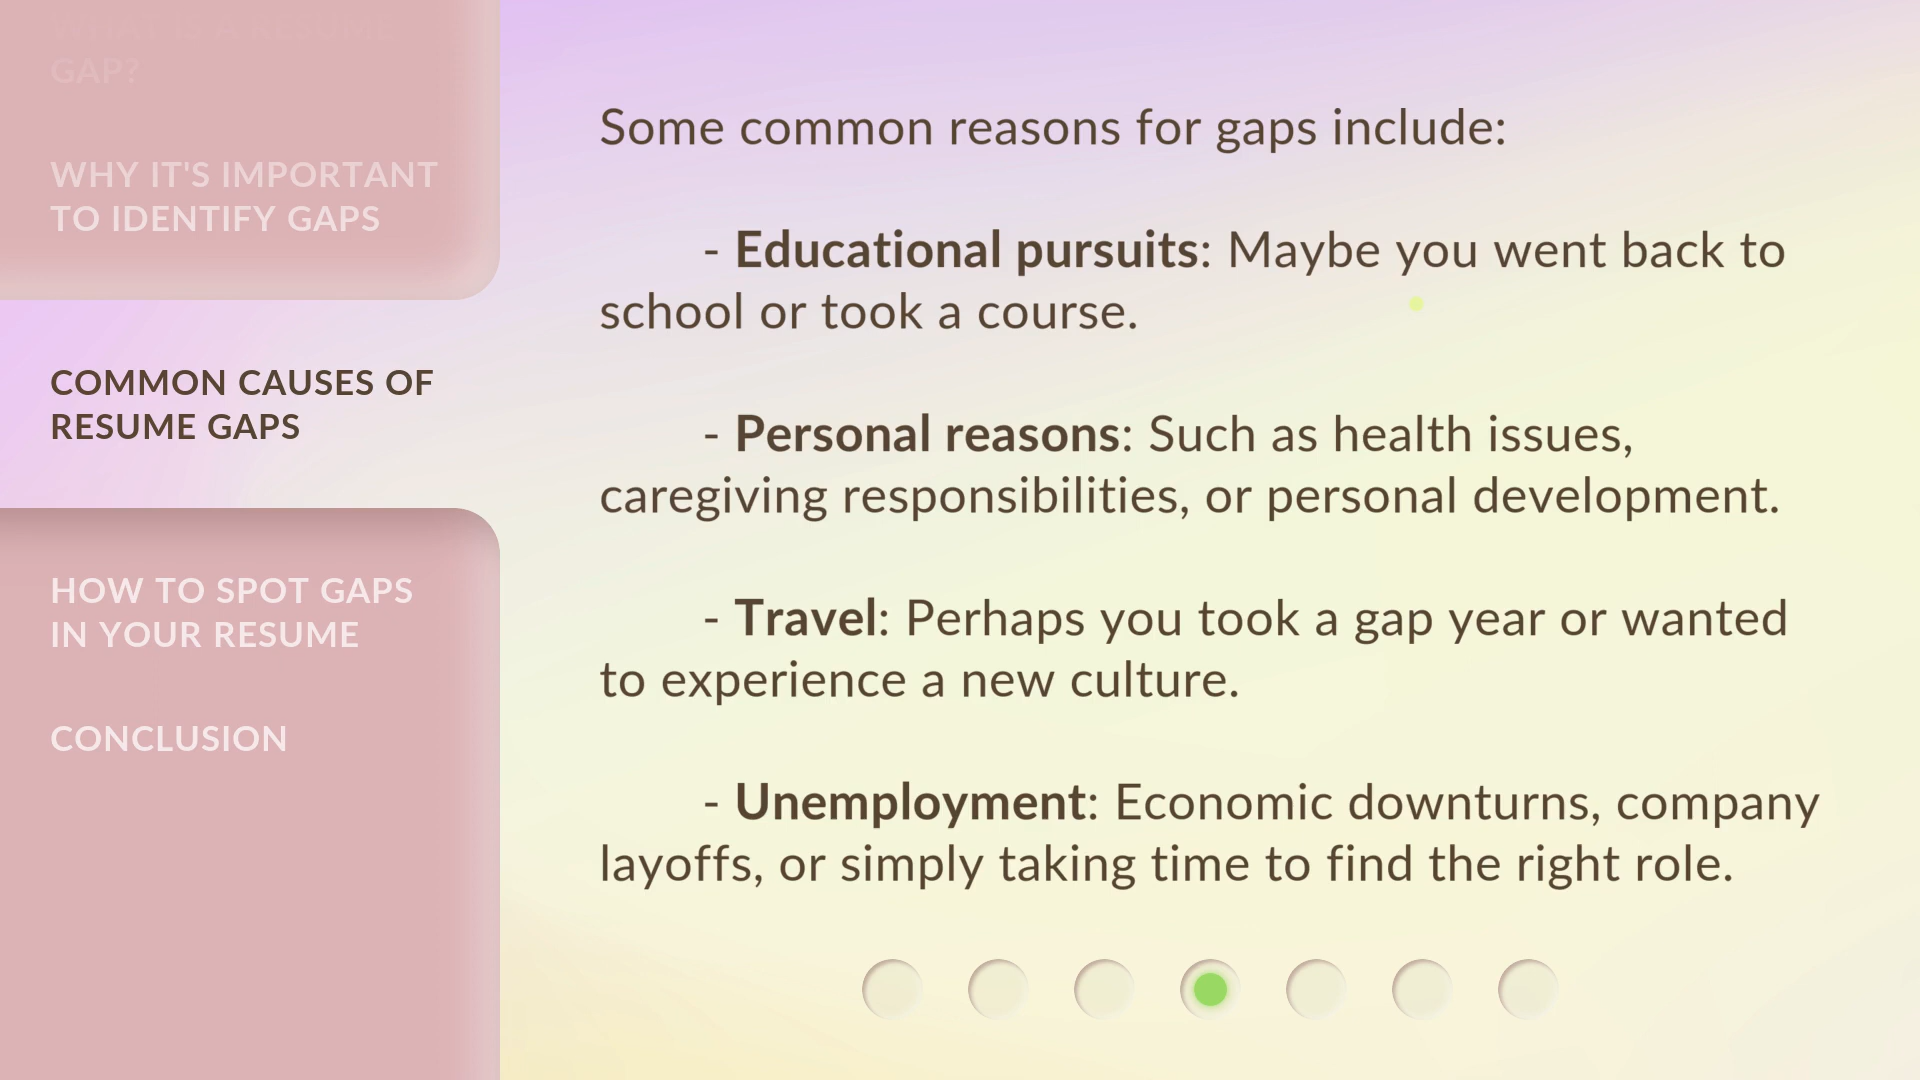 WHAT IS A RESUME
GAP?
WHY IT'S IMPORTANT
TO IDENTIFY GAPS
COMMON CAUSES OF
RESUME GAPS
HOW TO SPOT GAPS
IN YOUR RESUME
CONCLUSION
Some common reasons for gaps include:
- Educational pursuits: Maybe you went back to
school or took a course.
- Personal reasons: Such as health issues,
caregiving responsibilities, or personal development.
- Travel: Perhaps you took a gap year or wanted
to experience a new culture.
- Unemployment: Economic downturns, company
layoffs, or simply taking time to find the right role.